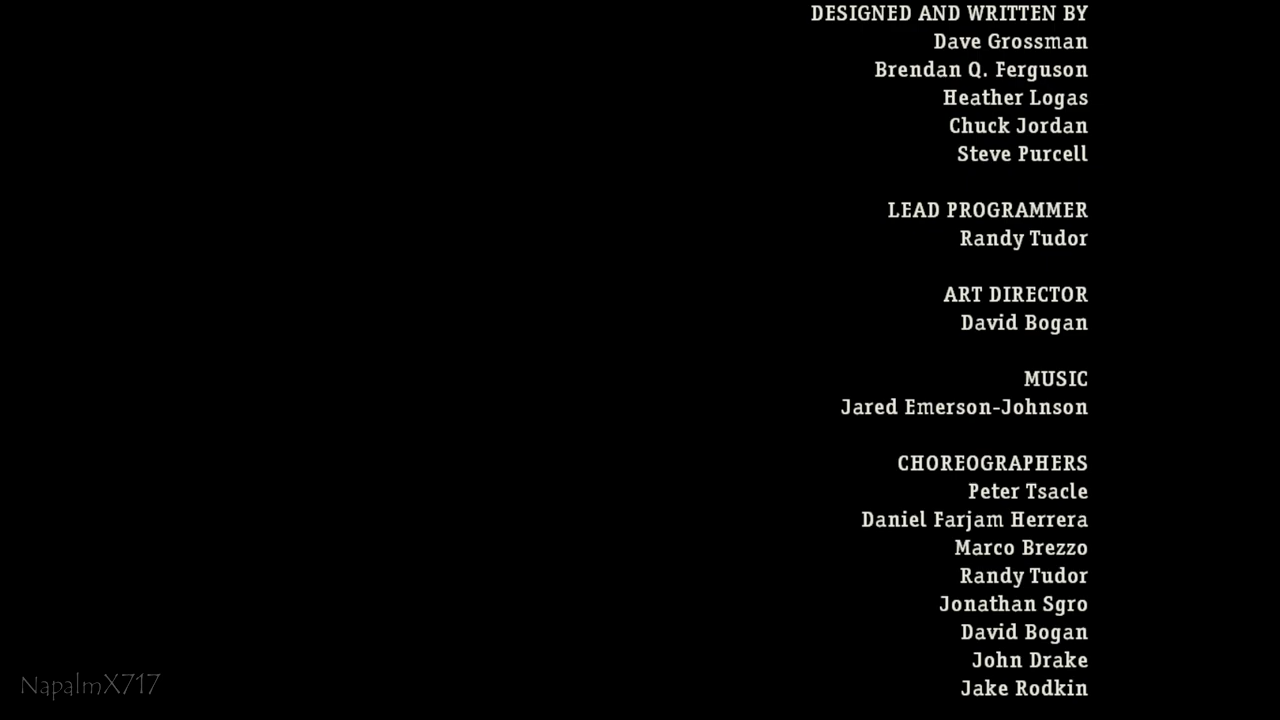 DESIGNED AND WRITTEN BY
Dave Grossman
Brendan Q. Ferguson
Heather Logas
Chuck Jordan
Steve Purcell
LEAD PROGRAMMER
Randy Tudor
ART DIRECTOR
David Bogan
MUSIC
Jared Emerson-Johnson
CHOREOGRAPHERS
Peter Tsacle
Daniel Farjam Herrera
Marco Brezzo
Randy Tudor
Jonathan Sgro
David Bogan
John Drake
Jake Rodkin
NapalmX717